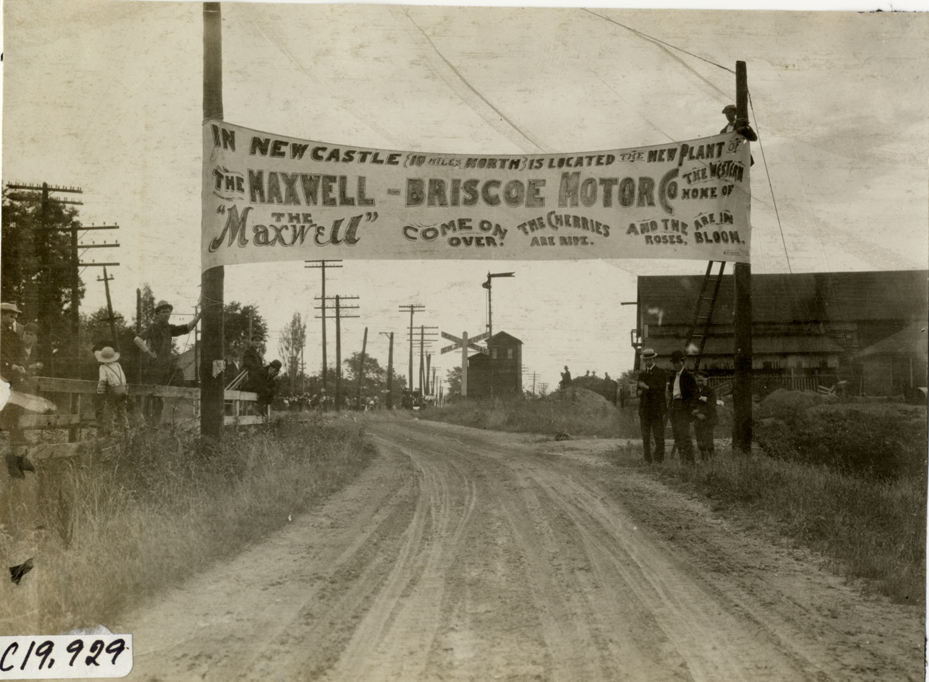 IN NEW CASTLE {10 MILES NORTH} IS LOCATED THE NEW PLANT OF
THE MAXWELL - BRISCOE MOTOR CO THE WESTERN HOME OF
"THE Maxwell" COME ON OVER! THE CHERRIES ARE RIPE. AND THE ROSES, ARE IN BLOOM.
C19,929